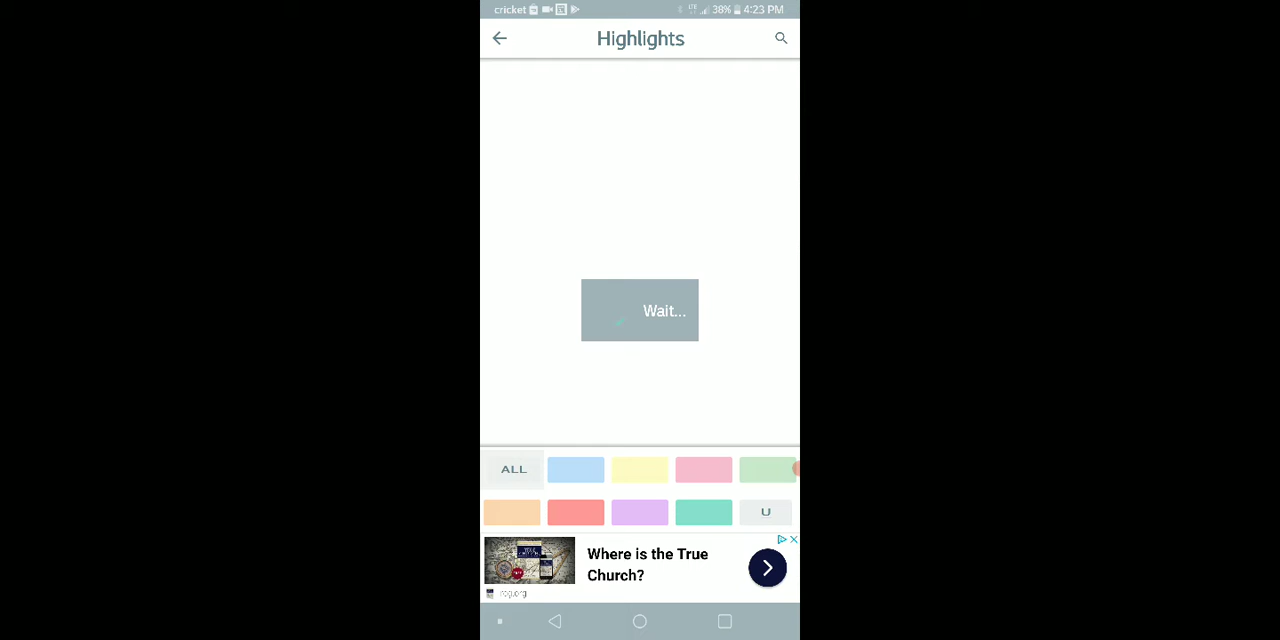 cricket 38% 4:23 PM
Highlights
Wait...
ALL
U
Where is the True
Church?